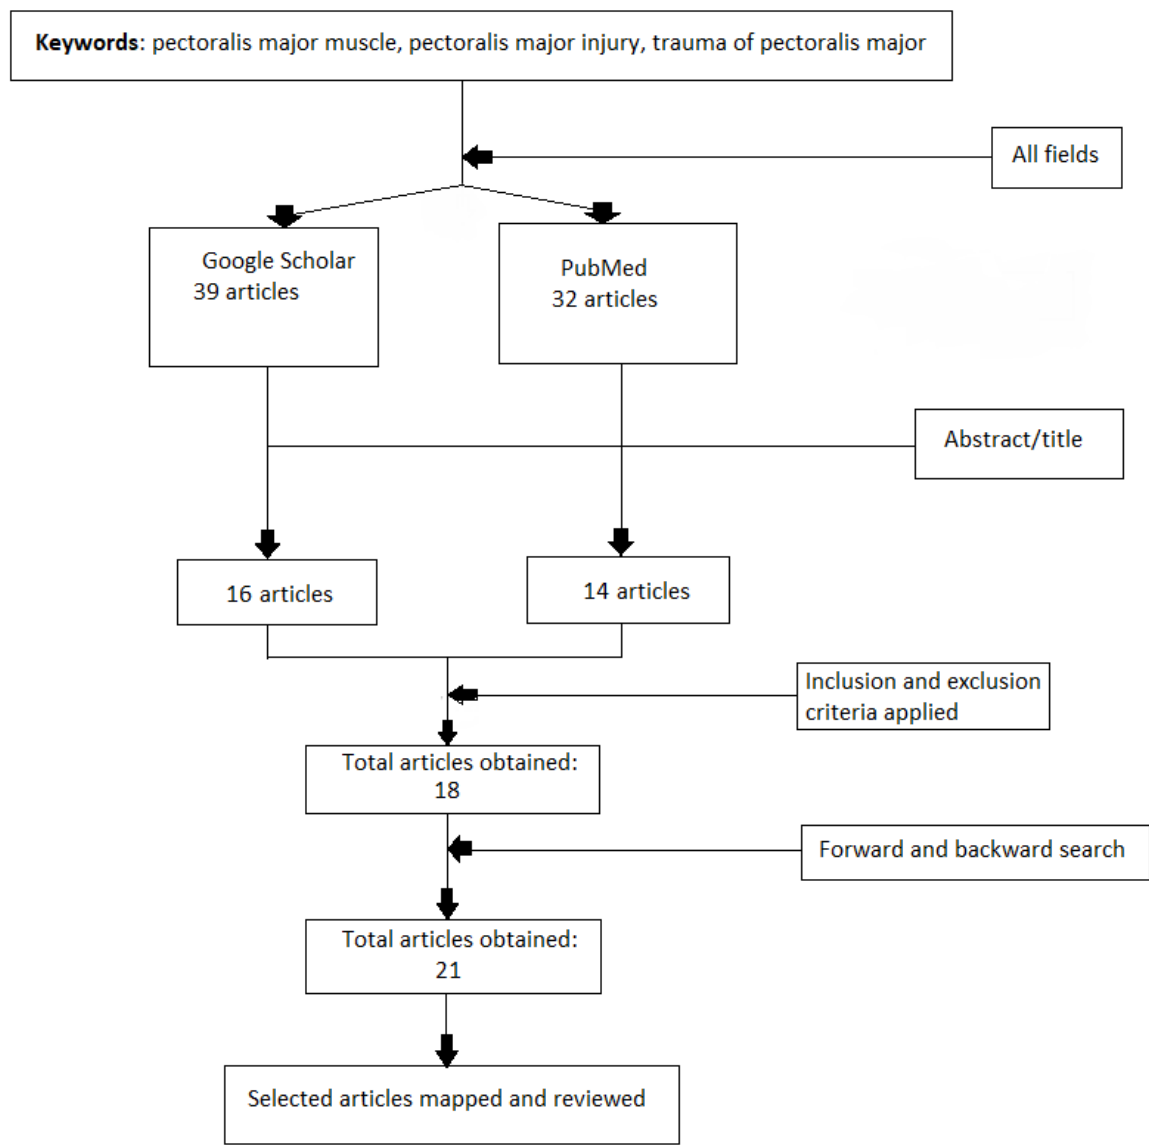 Keywords: pectoralis major muscle, pectoralis major injury, trauma of pectoralis major
All fields
Google Scholar
39 articles
PubMed
32 articles
Abstract/title
16 articles
14 articles
Inclusion and exclusion
criteria applied
Total articles obtained:
18
Forward and backward search
Total articles obtained:
21
Selected articles mapped and reviewed